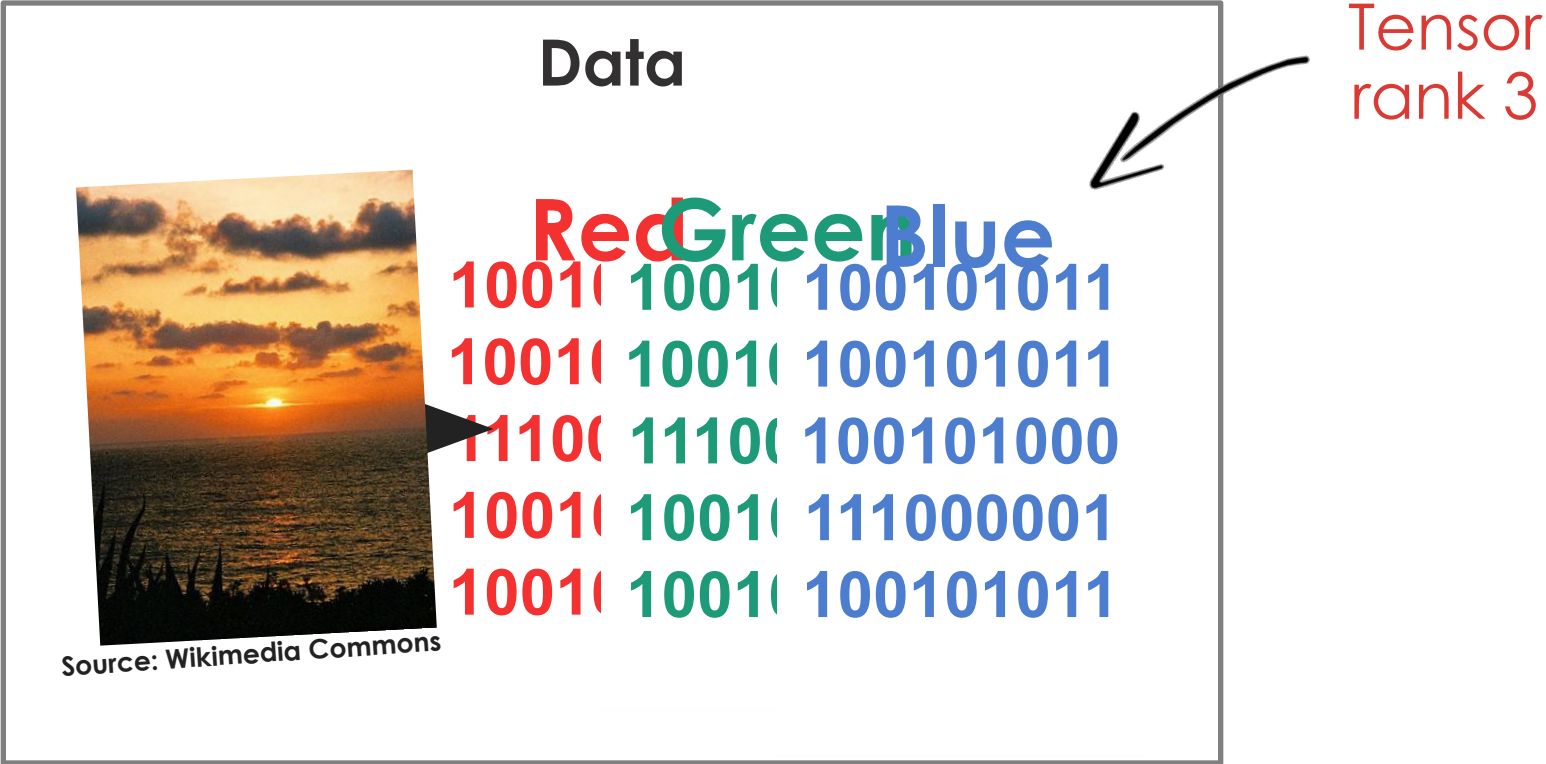 Data
Tensor
rank 3
Red Green Blue
1001 1001 100101011
1001 1001 100101011
1110 1110 100101000
1001 1001 111000001
1001 1001 100101011
Source: Wikimedia Commons